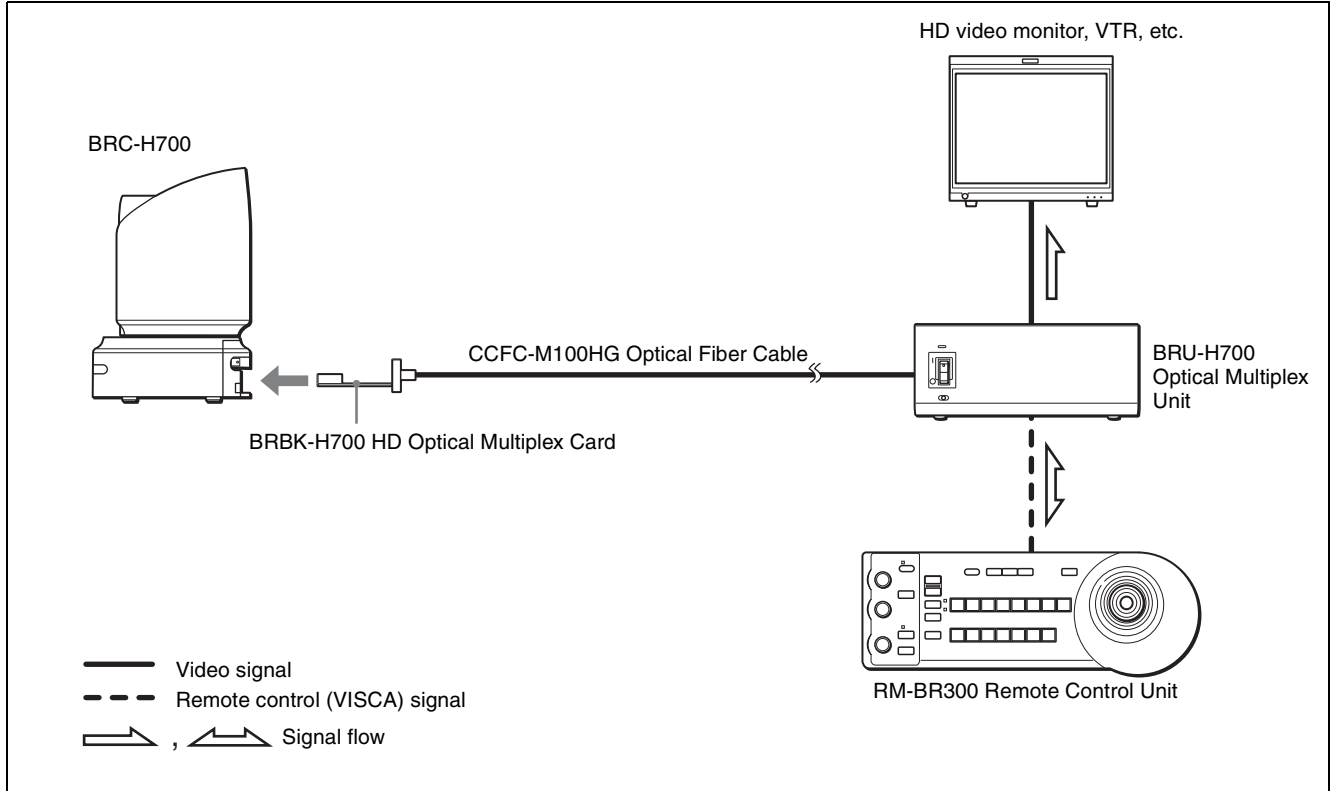 HD video monitor, VTR, etc.
BRC-H700
CCFC-M100HG Optical Fiber Cable
BRU-H700
Optical Multiplex
Unit
BRBK-H700 HD Optical Multiplex Card
RM-BR300 Remote Control Unit
Video signal
Remote control (VISCA) signal
, Signal flow